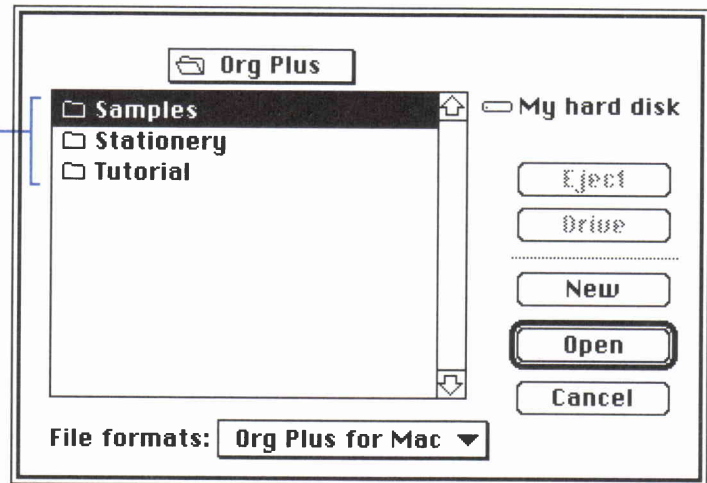 Org Plus
Samples
Stationery
Tutorial
My hard disk
Eject
Drive
New
Open
Cancel
File formats: Org Plus for Mac